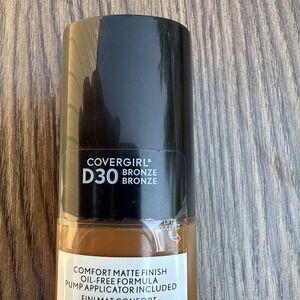 COVERGIRL®
D30 BRONZE
BRONZE
COMFORT MATTE FINISH
OIL-FREE FORMULA
PUMP APPLICATOR INCLUDED
FINI MAT CONFORT